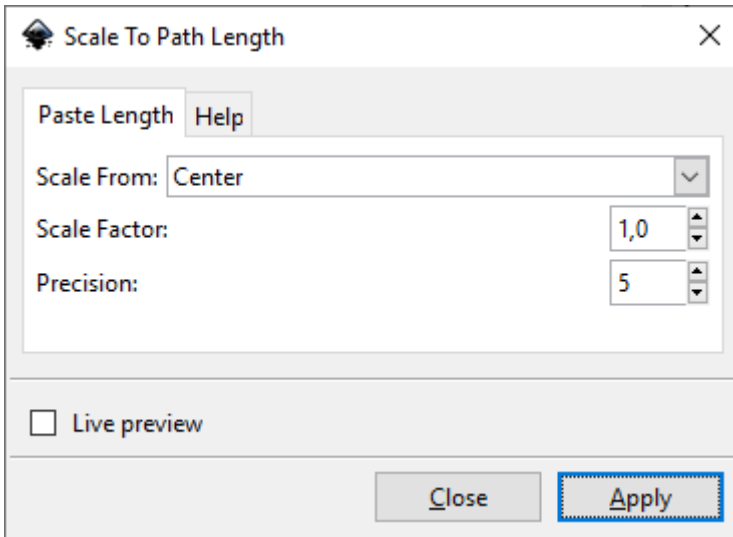 Scale To Path Length
Paste Length Help
Scale From: Center
Scale Factor: 1,0
Precision: 5
Live preview
Close Apply